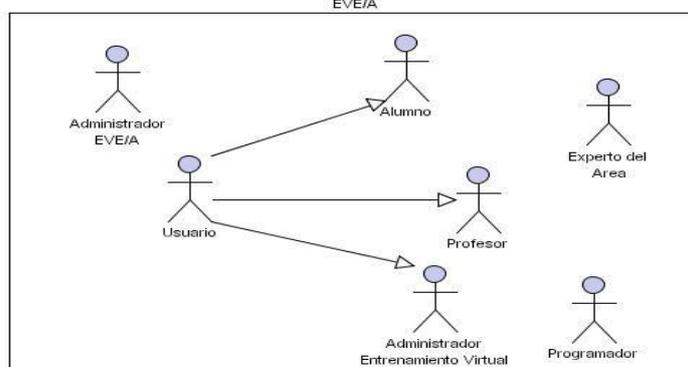 EVE/A
Administrador
EVE/A
Alumno
Experto del
Area
Usuario
Profesor
Administrador
Entrenamiento Virtual
Programador